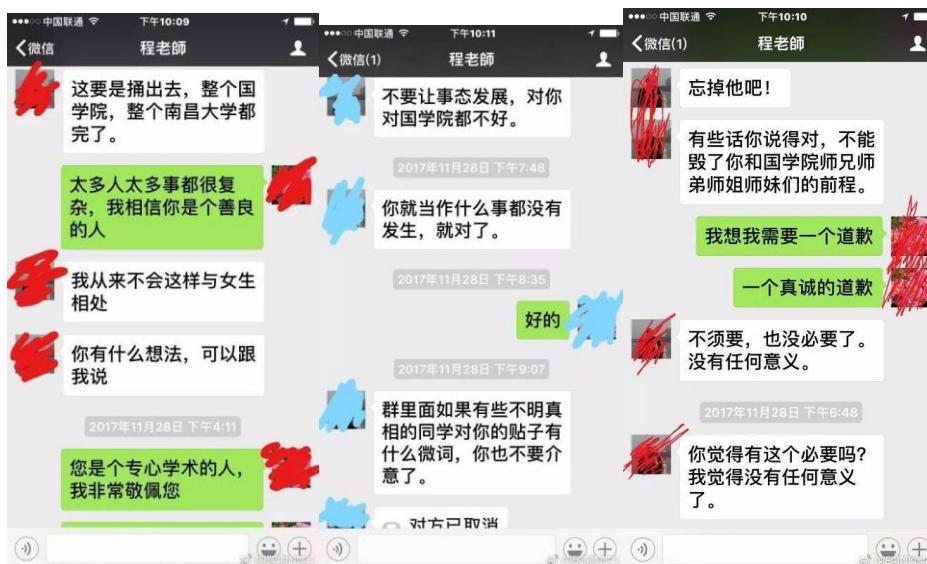 中国联通
下午10:09
微信
程老師
这要是捅出去，整个国
学院，整个南昌大学都
完了。
太多人太多事都很复
杂，我相信你是个善良
的人
我从来不会这样与女生
相处
你有什么想法，可以跟
我说
2017年11月28日 下午4:11
您是个专心学术的人，
我非常敬佩您
中国联通
下午10:11
微信(1)
程老師
不要让事态发展，对你
对国学院都不好。
2017年11月28日 下午7:48
你就当作什么事都没有
发生，就对了。
2017年11月28日 下午8:35
好的
2017年11月28日 下午9:07
群里面如果有些不明真
相的同学对你的贴子有
什么微词，你也不要介
意了。
对方已取消
中国联通
下午10:10
微信(1)
程老師
忘掉他吧！
有些话你说得对，不能
毁了你和国学院师兄师
弟师姐师妹们的前程。
我想我需要一个道歉
一个真诚的道歉
不须要，也没必要了。
没有任何意义。
2017年11月28日 下午6:48
你觉得有这个必要吗？
我觉得没有任何意义
了。